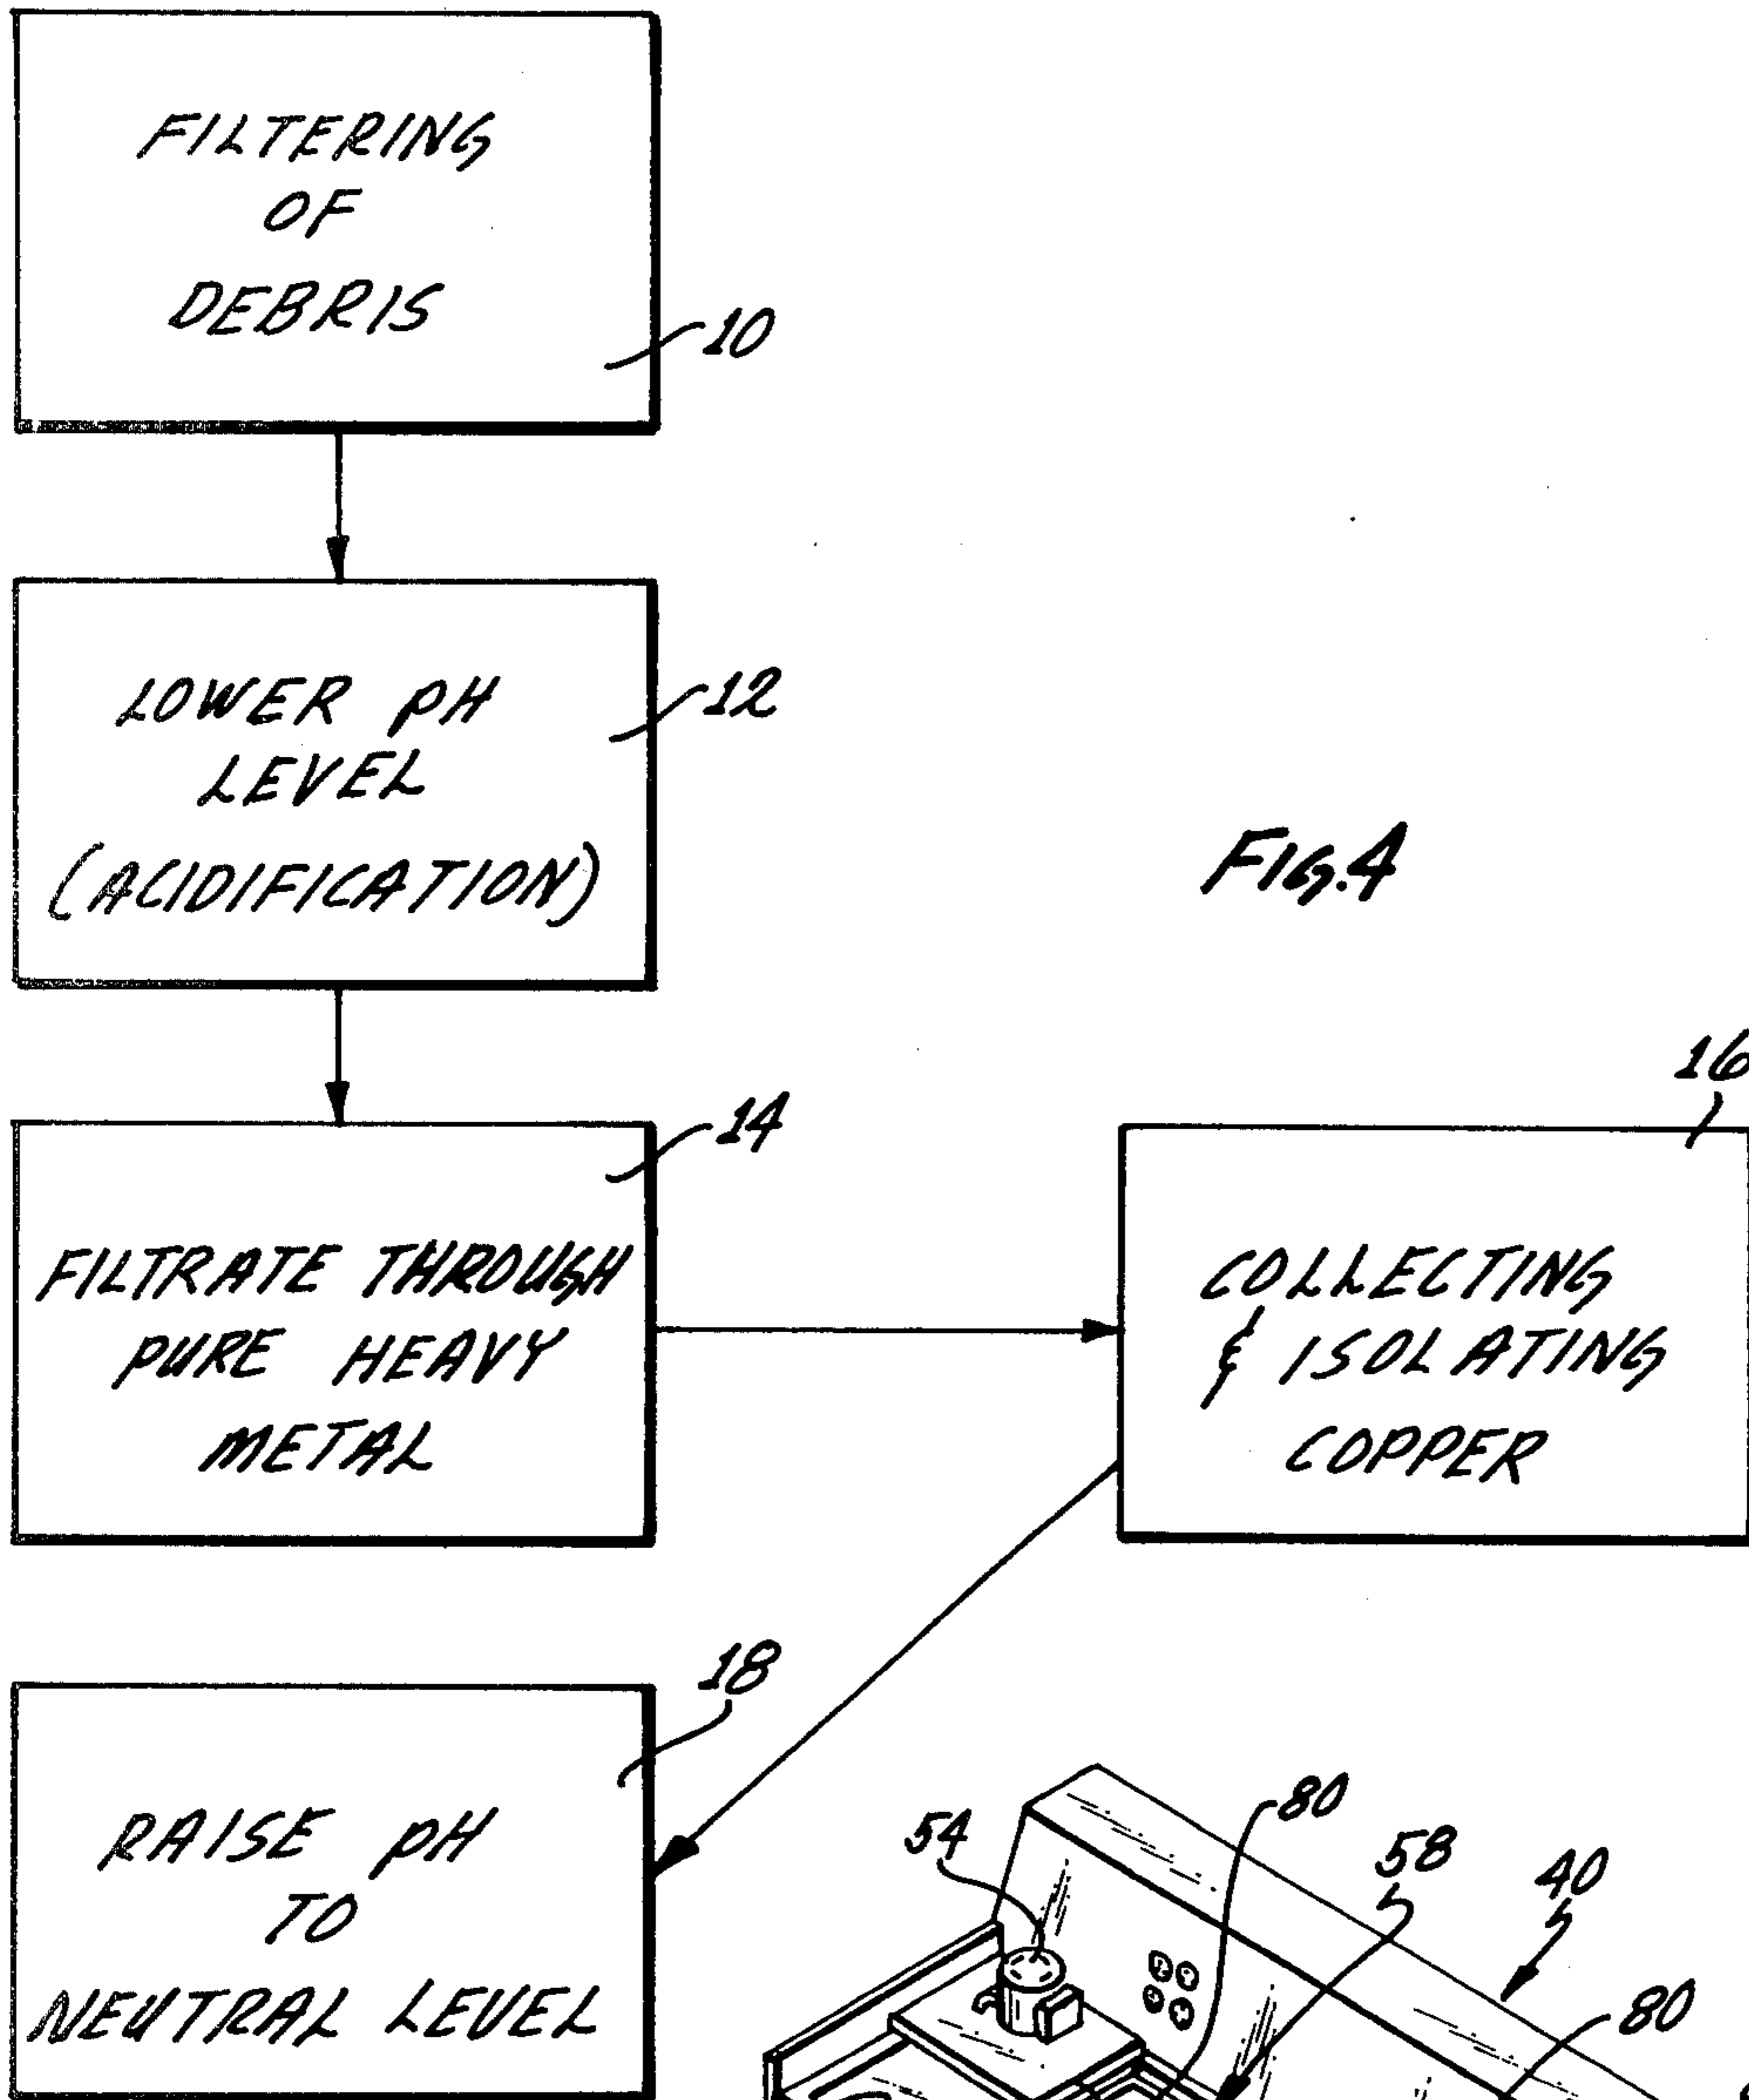 FILTERING
OF
DEBRIS
10
LOWER pH
LEVEL
(ACIDIFICATION)
12
FIG.4
FILTRATE THROUGH
PURE HEAVY
METAL
14
COLLECTING
& ISOLATING
COPPER
16
RAISE pH
TO
NEUTRAL LEVEL
18
54
80
58
40
80